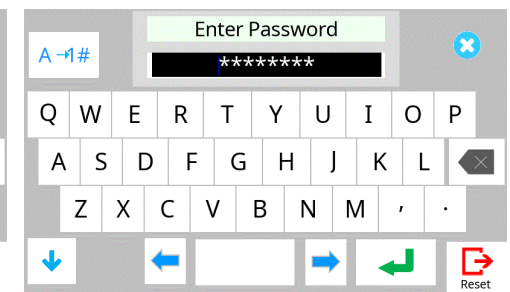 Enter Password
A→1#
********
Q W E R T Y U I O P
A S D F G H J K L
Z X C V B N M , .
Reset